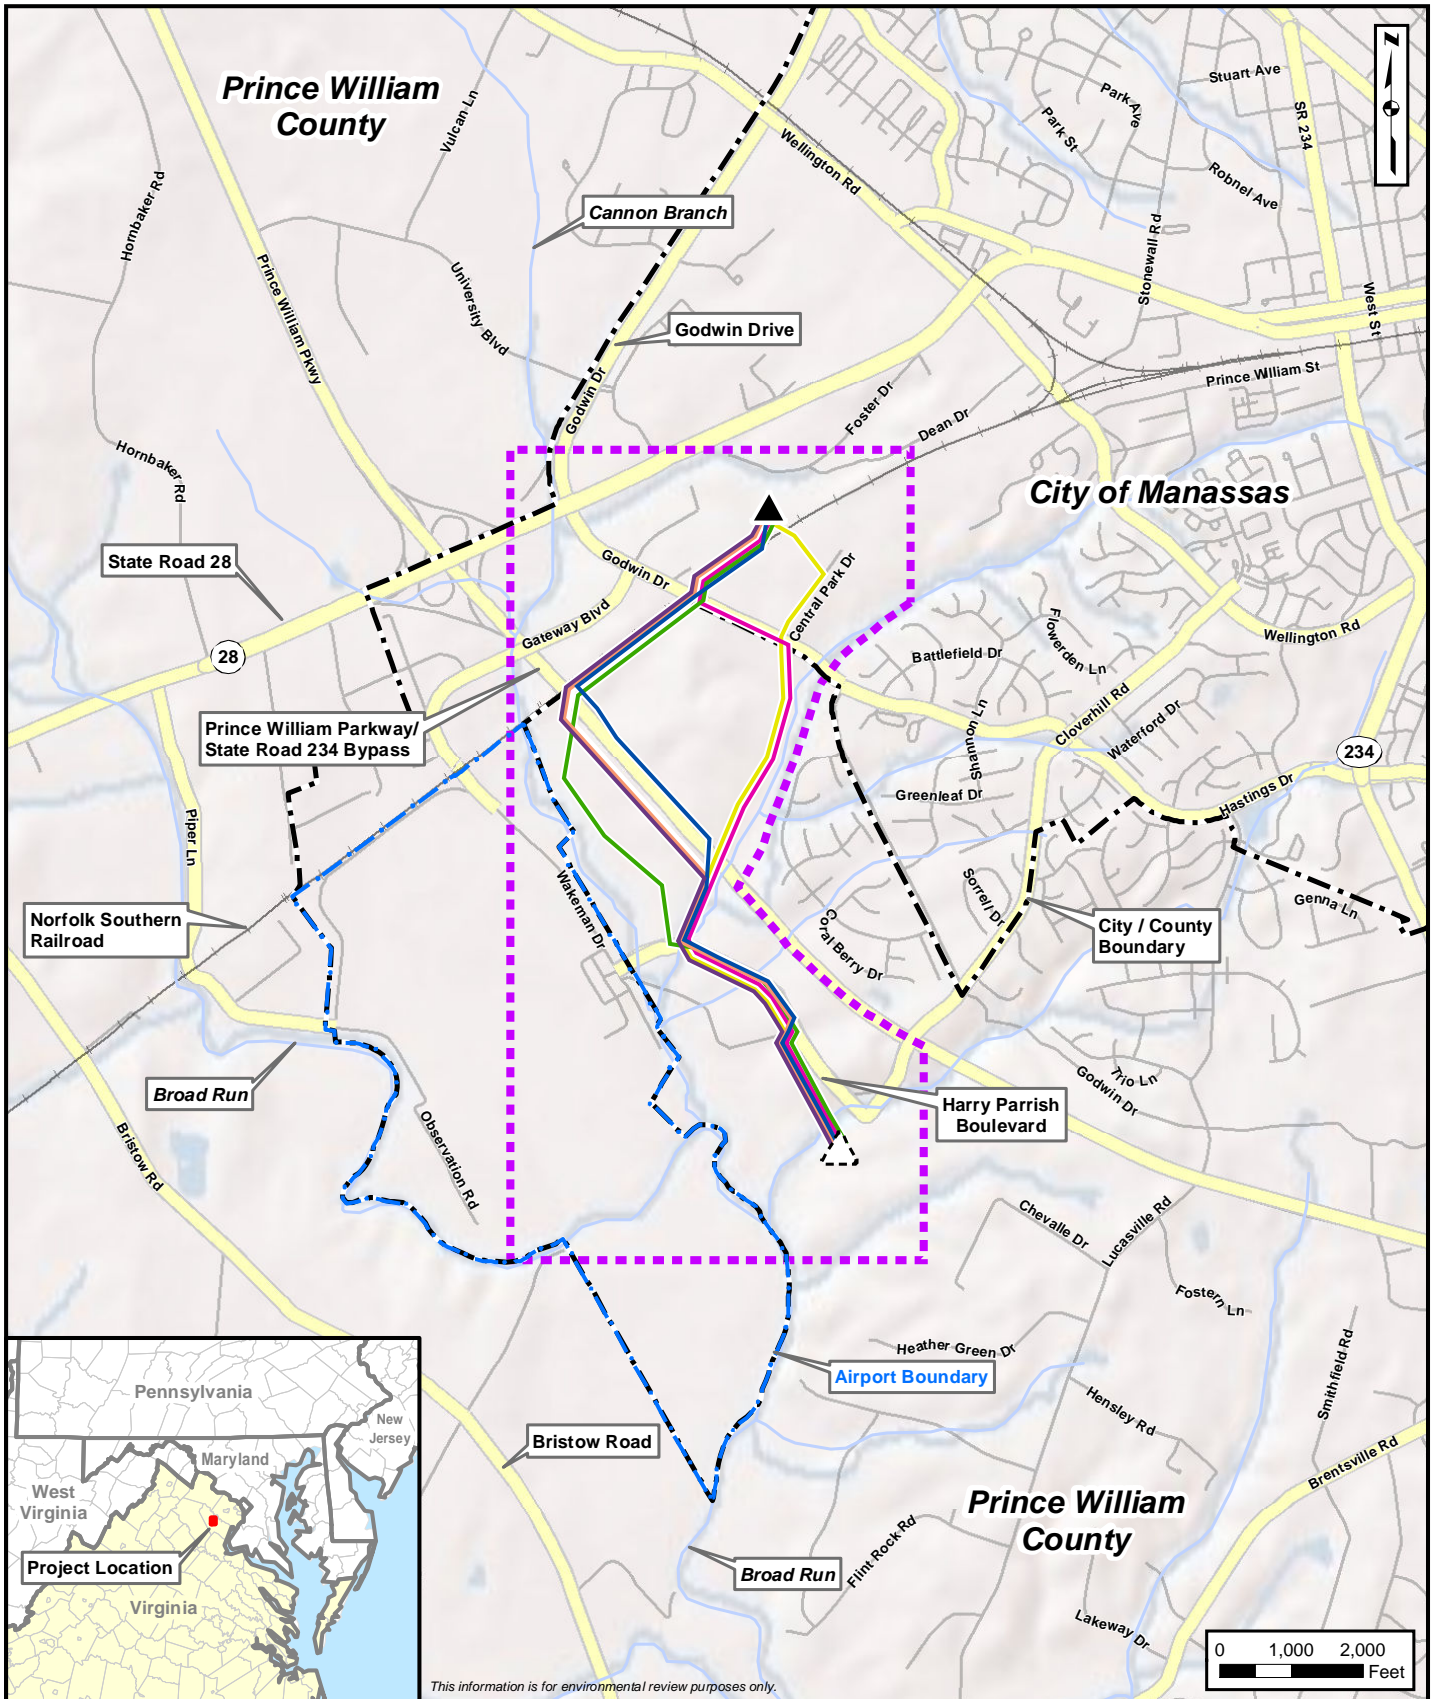 Prince William
County
Vulcan Ln
Hornbaker Rd
Cannon Branch
Wellington Rd
Stuart Ave
Park Ave
Park St
SR 234
Robnel Ave
Stonewall Rd
West St
N
Prince William Pkwy
University Blvd
Godwin Drive
Godwin Dr
Foster Dr
Dean Dr
Prince William St
Hornbaker Rd
City of Manassas
State Road 28
28
Godwin Dr
Gateway Blvd
Central Park Dr
Battlefield Dr
Flowerden Ln
Wellington Rd
Cloverhill Rd
Waterford Dr
Shannon Ln
Greenleaf Dr
234
Hastings Dr
Prince William Parkway/
State Road 234 Bypass
Piper Ln
Wakeman Dr
Coral Berry Dr
Sorrell Dr
Genna Ln
City / County
Boundary
Norfolk Southern
Railroad
Broad Run
Observation Rd
Bristow Rd
Trio Ln
Godwin Dr
Harry Parrish
Boulevard
Chevalle Dr
Lucasville Rd
Fostern Ln
Heather Green Dr
Airport Boundary
Hensley Rd
Smithfield Rd
Brentsville Rd
Bristow Road
Prince William
County
Flint Rock Rd
Broad Run
Lakeway Dr
Pennsylvania
New
Jersey
Maryland
West
Virginia
Project Location
Virginia
0 1,000 2,000
Feet
This information is for environmental review purposes only.